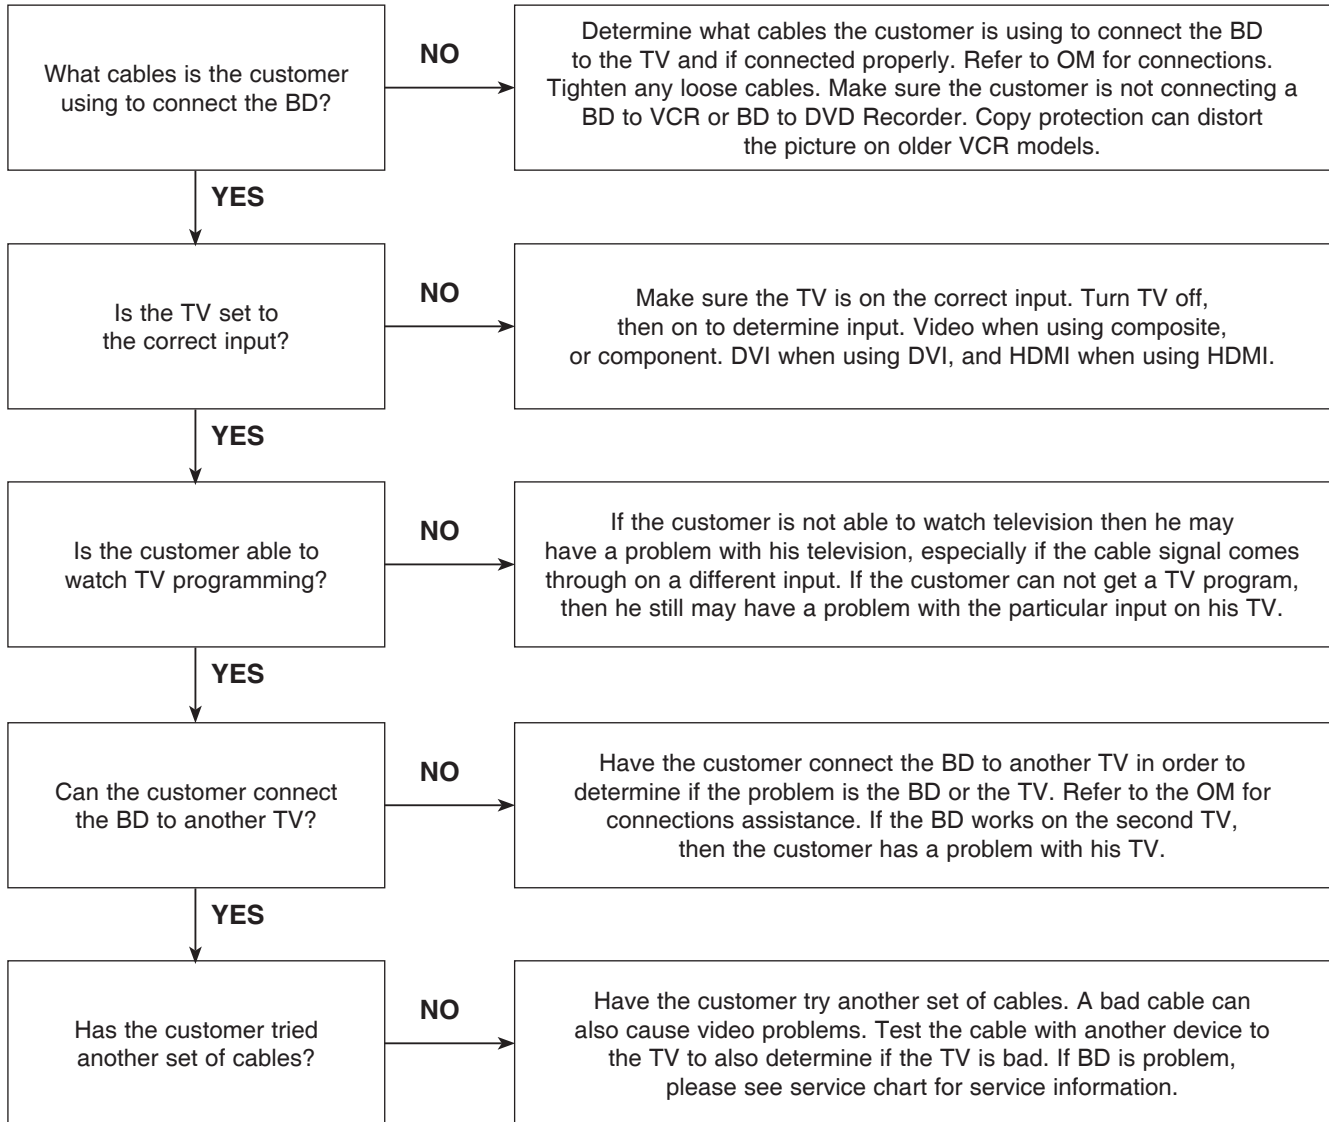 What cables is the customer
using to connect the BD?
NO
Determine what cables the customer is using to connect the BD
to the TV and if connected properly. Refer to OM for connections.
Tighten any loose cables. Make sure the customer is not connecting a
BD to VCR or BD to DVD Recorder. Copy protection can distort
the picture on older VCR models.
YES
Is the TV set to
the correct input?
NO
Make sure the TV is on the correct input. Turn TV off,
then on to determine input. Video when using composite,
or component. DVI when using DVI, and HDMI when using HDMI.
YES
Is the customer able to
watch TV programming?
NO
If the customer is not able to watch television then he may
have a problem with his television, especially if the cable signal comes
through on a different input. If the customer can not get a TV program,
then he still may have a problem with the particular input on his TV.
YES
Can the customer connect
the BD to another TV?
NO
Have the customer connect the BD to another TV in order to
determine if the problem is the BD or the TV. Refer to the OM for
connections assistance. If the BD works on the second TV,
then the customer has a problem with his TV.
YES
Has the customer tried
another set of cables?
NO
Have the customer try another set of cables. A bad cable can
also cause video problems. Test the cable with another device to
the TV to also determine if the TV is bad. If BD is problem,
please see service chart for service information.